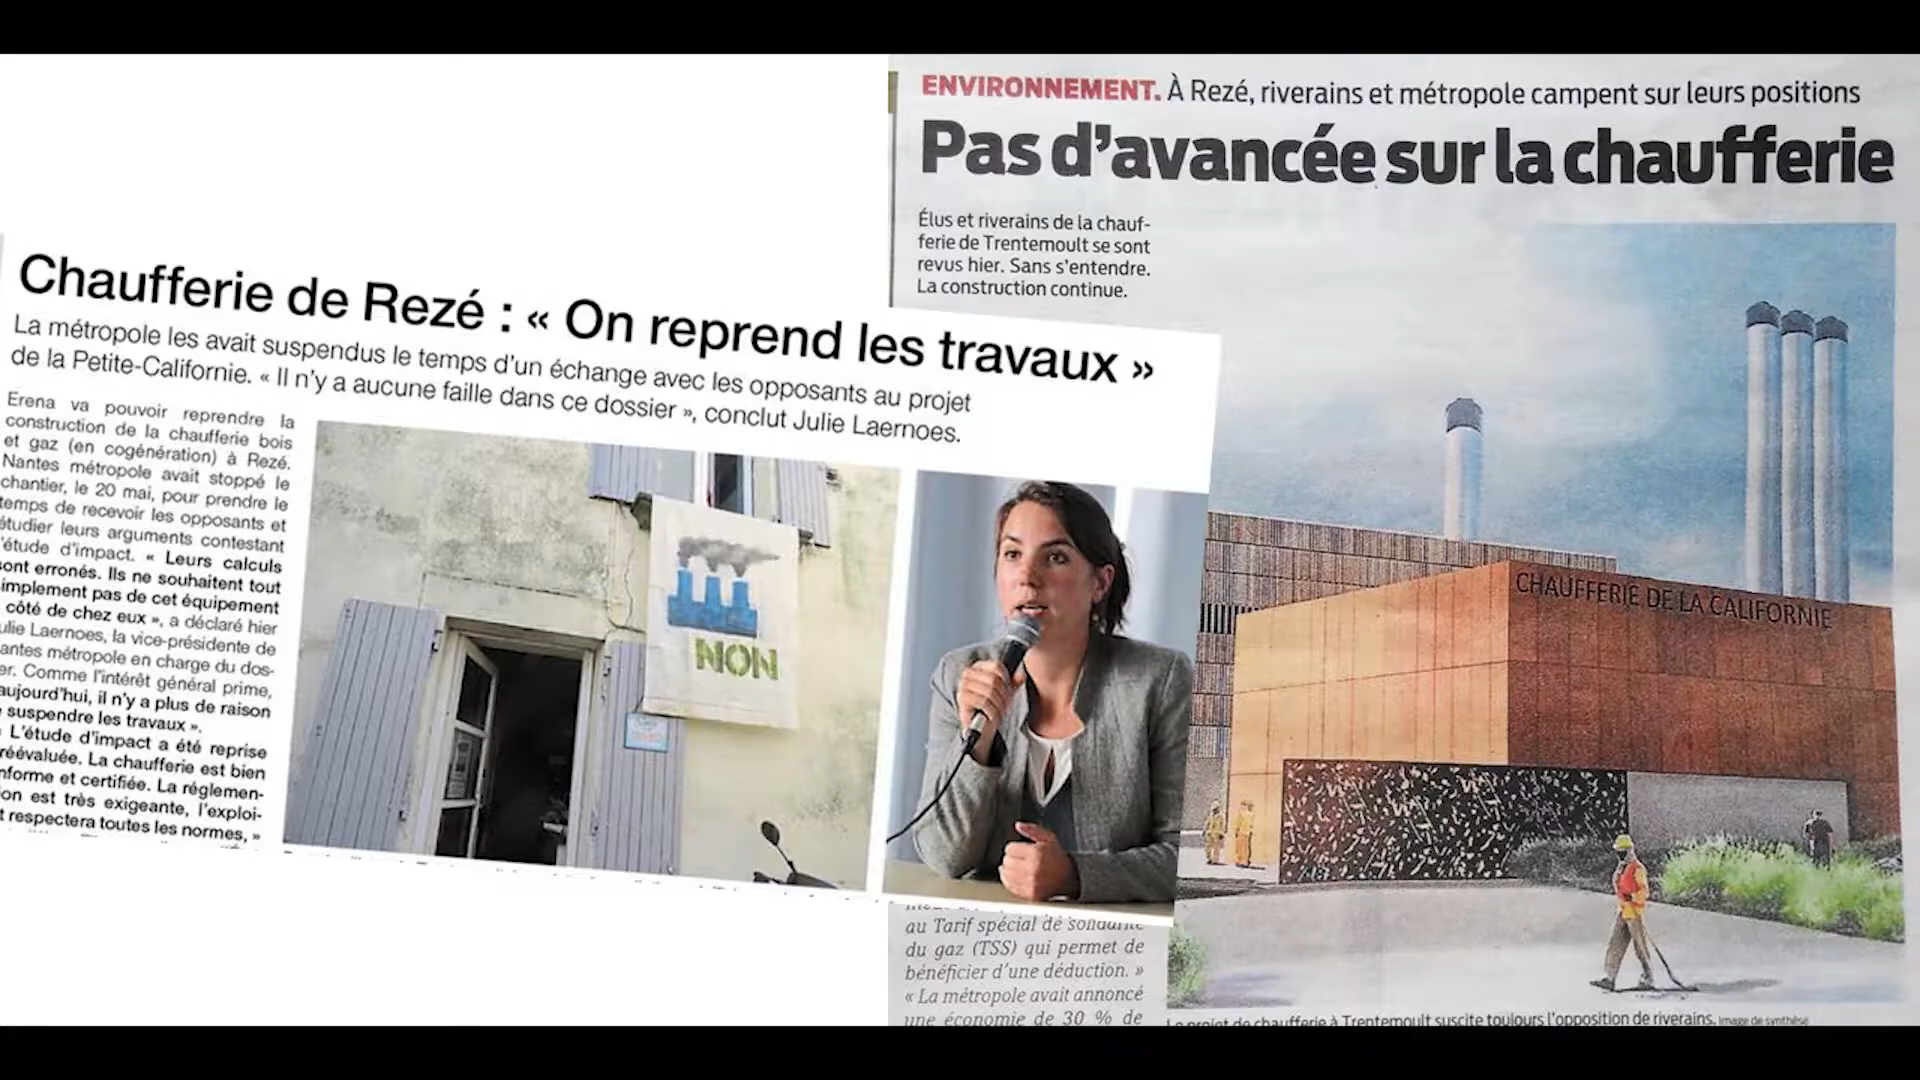 ENVIRONNEMENT. À Rezé, riverains et métropole campent sur leurs positions
Pas d'avancée sur la chaufferie
Élus et riverains de la chauf-
ferie de Trentemoult se sont
revus hier. Sans s'entendre.
La construction continue.
CHAUFFERIE DE LA CALIFORNIE
Chaufferie de Rezé : « On reprend les travaux »
La métropole les avait suspendus le temps d'un échange avec les opposants au projet
de la Petite-Californie. « Il n'y a aucune faille dans ce dossier », conclut Julie Laernoes.
Erena va pouvoir reprendre la
construction de la chaufferie bois
et gaz (en cogénération) à Rezé.
Nantes métropole avait stoppé le
chantier, le 20 mai, pour prendre le
temps de recevoir les opposants et
étudier leurs arguments contestant
l'étude d'impact. « Leurs calculs
sont erronés. Ils ne souhaitent tout
implement pas de cet équipement
côté de chez eux », a déclaré hier
ulie Laernoes, la vice-présidente de
antes métropole en charge du dos-
er. Comme l'intérêt général prime,
aujourd'hui, il n'y a plus de raison
suspendre les travaux ».
L'étude d'impact a été reprise
réévaluée. La chaufferie est bien
nforme et certifiée. La réglemen-
on est très exigeante, l'exploi-
t respectera toutes les normes, »
NON
au Tarif spécial de solidarité
du gaz (TSS) qui permet de
bénéficier d'une déduction. »
« La métropole avait annoncé
une économie de 30 % de
Le projet de chaufferie à Trentemoult suscite toujours l'opposition de riverains. Image de synthèse